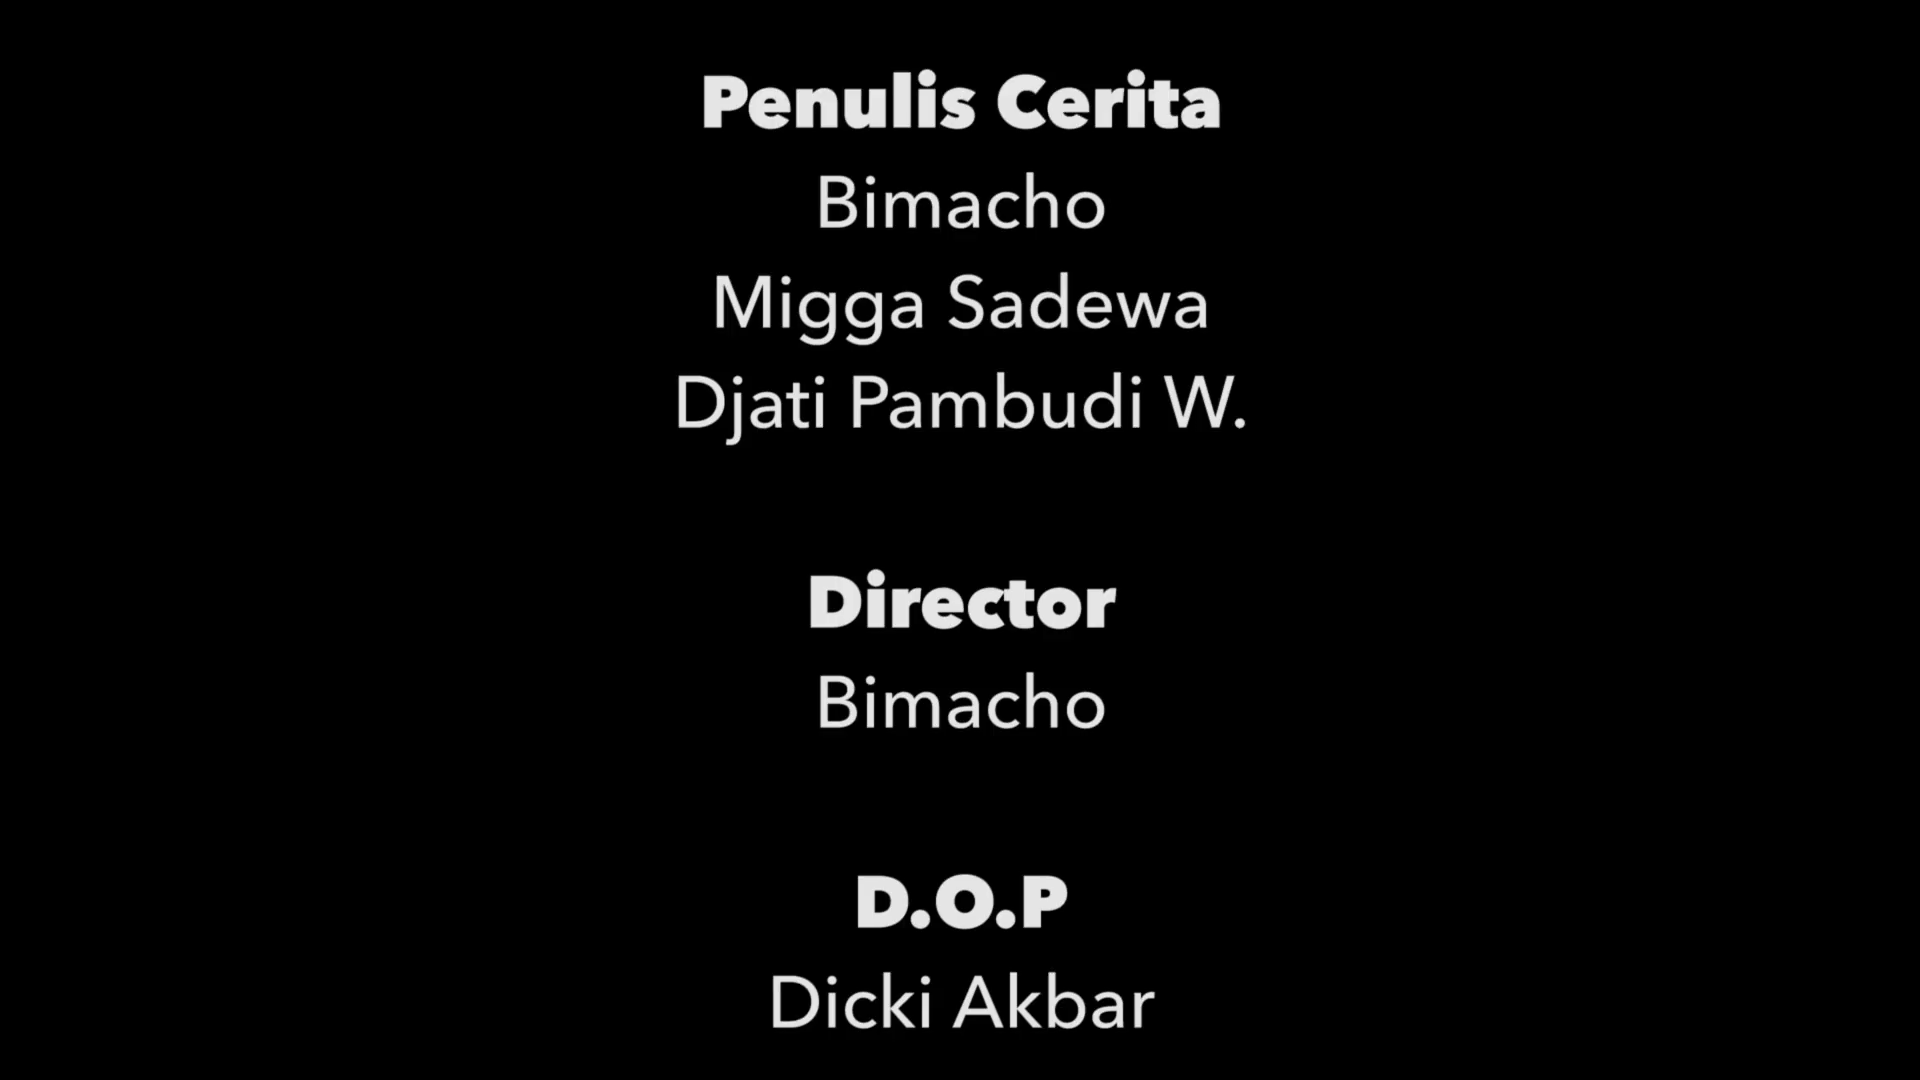 Penulis Cerita
Bimacho
Migga Sadewa
Djati Pambudi W.
Director
Bimacho
D.O.P
Dicki Akbar